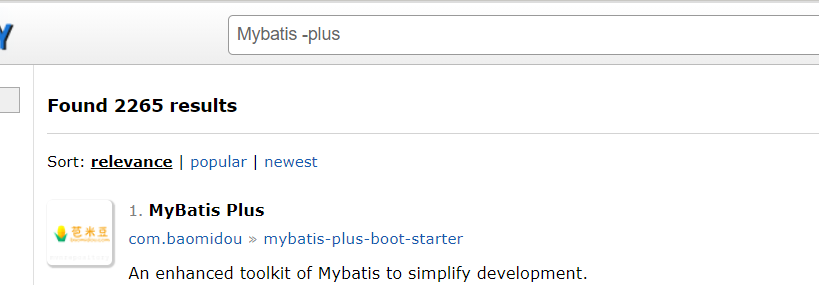 Y
Mybatis -plus
Found 2265 results
Sort: relevance | popular | newest
1. MyBatis Plus
苞米豆
com.baomidou » mybatis-plus-boot-starter
An enhanced toolkit of Mybatis to simplify development.